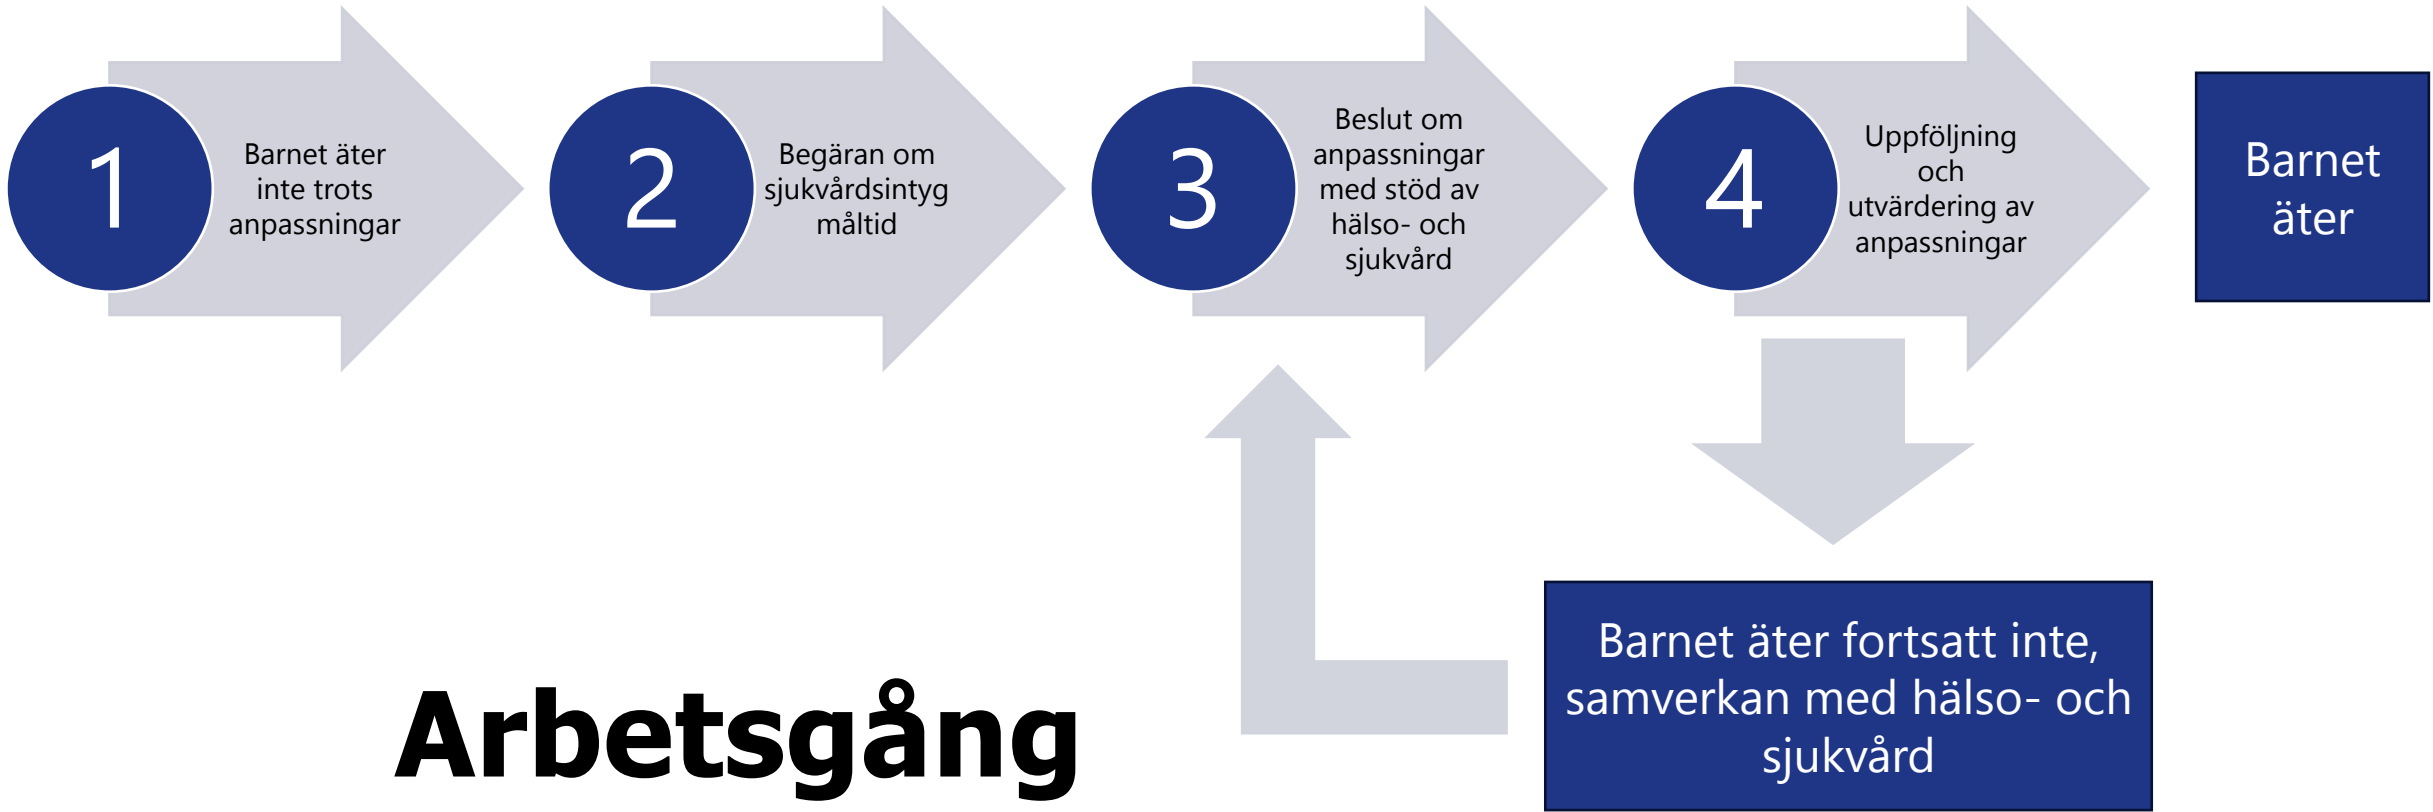 1
Barnet äter
inte trots
anpassningar
2
Begäran om
sjukvårdsintyg
måltid
3
Beslut om
anpassningar
med stöd av
hälso- och
sjukvård
4
Uppföljning
och
utvärdering av
anpassningar
Barnet
äter
Barnet äter fortsatt inte,
samverkan med hälso- och
sjukvård
Arbetsgång